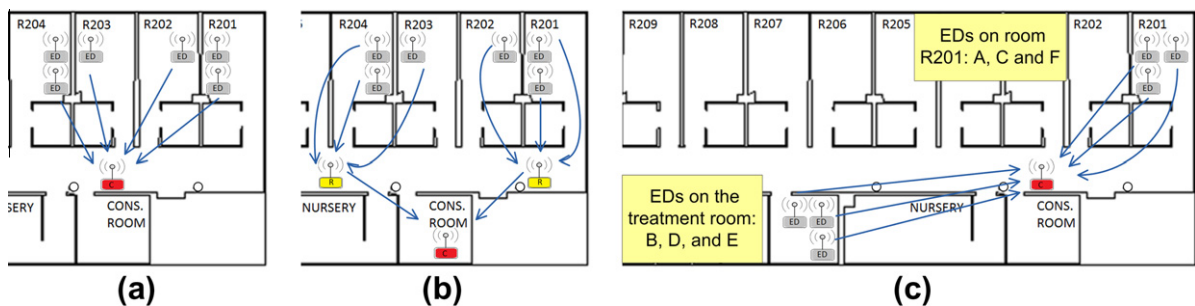 R204
R203
R202
R201
ED
ED
ED
ED
ED
ED
C
SERY
CONS.
ROOM
(a)
R204
R203
R202
R201
ED
ED
ED
ED
ED
ED
R
R
NURSERY
CONS.
ROOM
C
(b)
R209
R208
R207
R206
R205
EDs on room
R201: A, C and F
R202
R201
ED
ED
ED
C
EDs on the
treatment room:
B, D, and E
ED
ED
ED
NURSERY
CONS.
ROOM
(c)